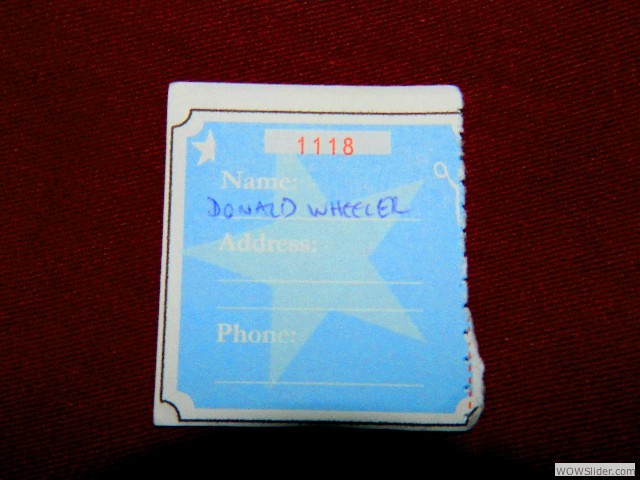 1118
Name:
DONALD WHEELER
Address:
Phone:
WOWSlider.com